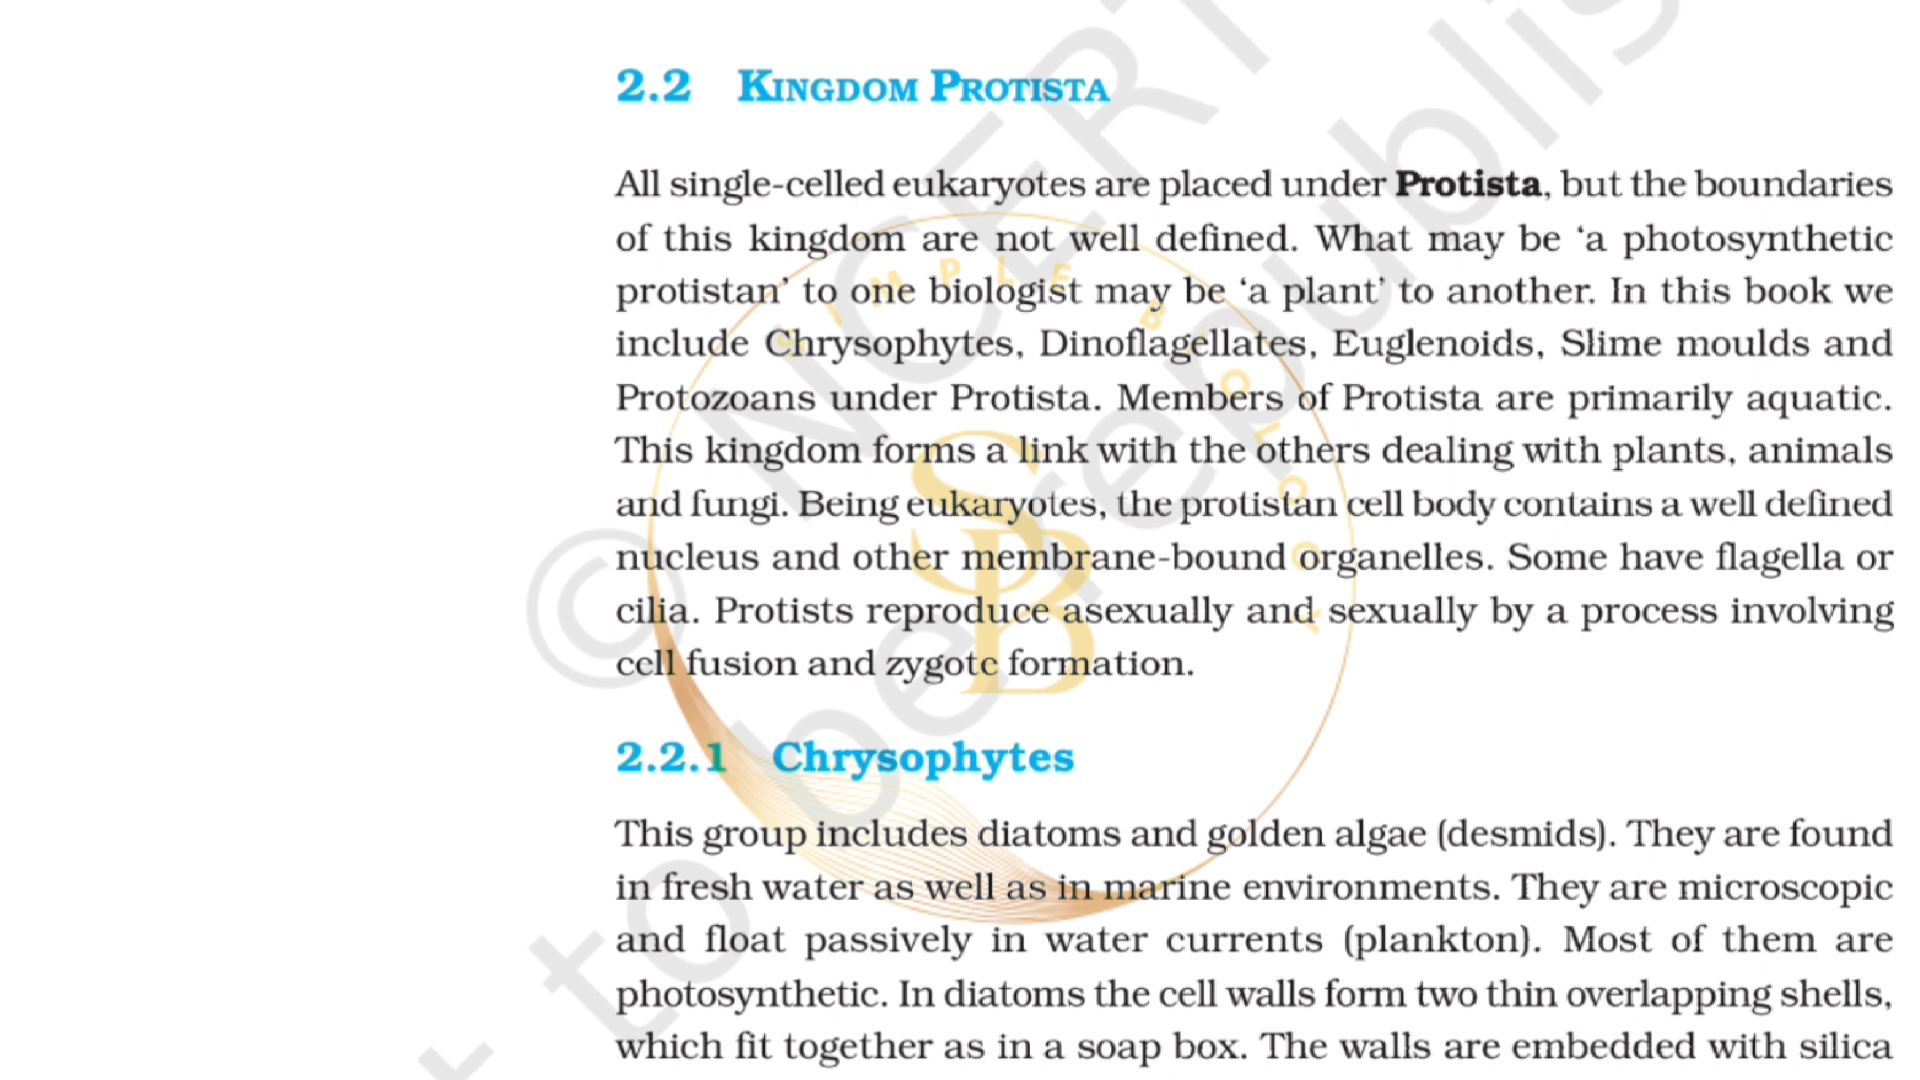 2.2 KINGDOM PROTISTA
All single-celled eukaryotes are placed under Protista, but the boundaries
of this kingdom are not well defined. What may be ‘a photosynthetic
protistan’ to one biologist may be ‘a plant’ to another. In this book we
include Chrysophytes, Dinoflagellates, Euglenoids, Slime moulds and
Protozoans under Protista. Members of Protista are primarily aquatic.
This kingdom forms a link with the others dealing with plants, animals
and fungi. Being eukaryotes, the protistan cell body contains a well defined
nucleus and other membrane-bound organelles. Some have flagella or
cilia. Protists reproduce asexually and sexually by a process involving
cell fusion and zygote formation.
2.2.1 Chrysophytes
This group includes diatoms and golden algae (desmids). They are found
in fresh water as well as in marine environments. They are microscopic
and float passively in water currents (plankton). Most of them are
photosynthetic. In diatoms the cell walls form two thin overlapping shells,
which fit together as in a soap box. The walls are embedded with silica
© NCERT
to be republis
SIMPLE BIOLOGY
SB